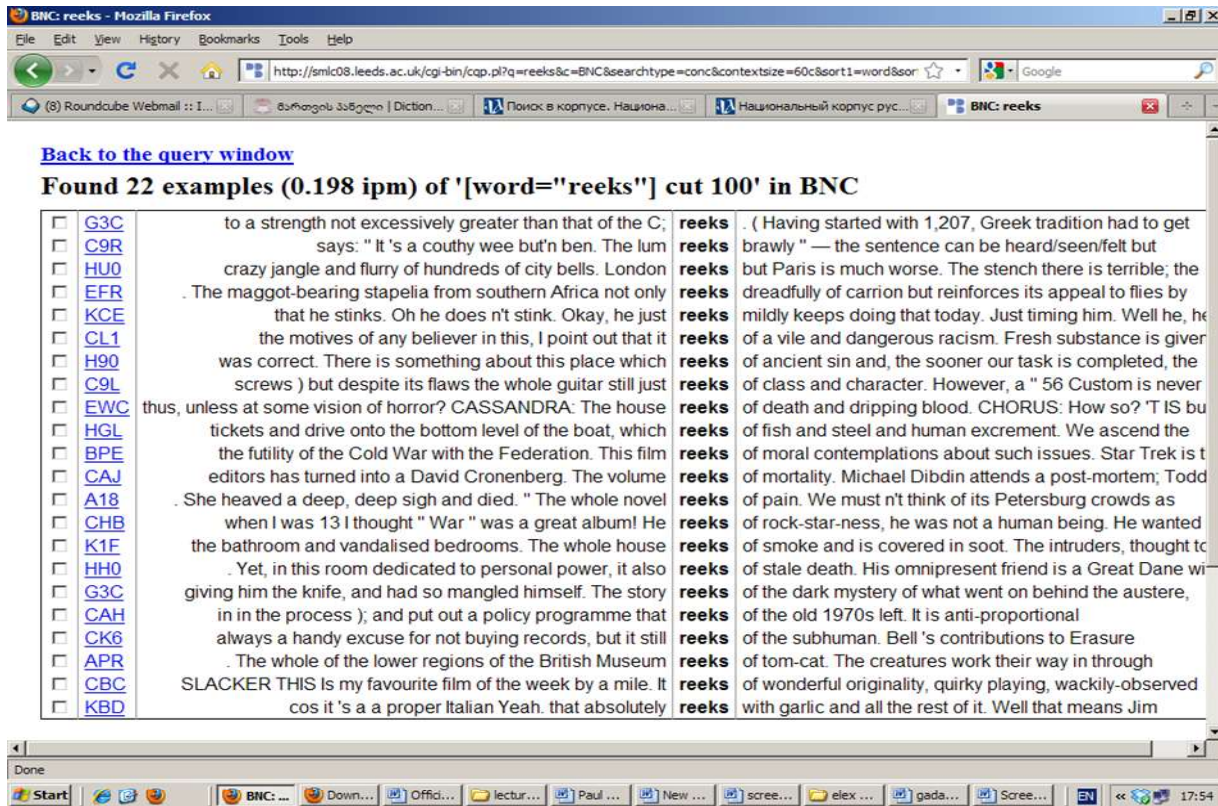 BNC: reeks - Mozilla Firefox
File Edit View History Bookmarks Tools Help
http://smlc08.leeds.ac.uk/cgi-bin/cqp.pl?q=reeks&c=BNC&searchtype=conc&contextsize=60c&sort1=word&sor Google
(8) Roundcube Webmail :: I... მართვის პანელი | Diction... Поиск в корпусе. Национа... Национальный корпус рус... BNC: reeks
Back to the query window
Found 22 examples (0.198 ipm) of '[word="reeks"] cut 100' in BNC
G3C to a strength not excessively greater than that of the C; reeks . ( Having started with 1,207, Greek tradition had to get
C9R says: " It 's a couthy wee but'n ben. The lum reeks brawly " — the sentence can be heard/seen/felt but
HU0 crazy jangle and flurry of hundreds of city bells. London reeks but Paris is much worse. The stench there is terrible; the
EFR . The maggot-bearing stapelia from southern Africa not only reeks dreadfully of carrion but reinforces its appeal to flies by
KCE that he stinks. Oh he does n't stink. Okay, he just reeks mildly keeps doing that today. Just timing him. Well he, he
CL1 the motives of any believer in this, I point out that it reeks of a vile and dangerous racism. Fresh substance is given
H90 was correct. There is something about this place which reeks of ancient sin and, the sooner our task is completed, the
C9L screws ) but despite its flaws the whole guitar still just reeks of class and character. However, a " 56 Custom is never
EWC thus, unless at some vision of horror? CASSANDRA: The house reeks of death and dripping blood. CHORUS: How so? 'T IS bu
HGL tickets and drive onto the bottom level of the boat, which reeks of fish and steel and human excrement. We ascend the
BPE the futility of the Cold War with the Federation. This film reeks of moral contemplations about such issues. Star Trek is t
CAJ editors has turned into a David Cronenberg. The volume reeks of mortality. Michael Dibdin attends a post-mortem; Todd
A18 . She heaved a deep, deep sigh and died. " The whole novel reeks of pain. We must n't think of its Petersburg crowds as
CHB when I was 13 I thought " War " was a great album! He reeks of rock-star-ness, he was not a human being. He wanted
K1F the bathroom and vandalised bedrooms. The whole house reeks of smoke and is covered in soot. The intruders, thought to
HH0 . Yet, in this room dedicated to personal power, it also reeks of stale death. His omnipresent friend is a Great Dane wi
G3C giving him the knife, and had so mangled himself. The story reeks of the dark mystery of what went on behind the austere,
CAH in in the process ); and put out a policy programme that reeks of the old 1970s left. It is anti-proportional
CK6 always a handy excuse for not buying records, but it still reeks of the subhuman. Bell 's contributions to Erasure
APR . The whole of the lower regions of the British Museum reeks of tom-cat. The creatures work their way in through
CBC SLACKER THIS Is my favourite film of the week by a mile. It reeks of wonderful originality, quirky playing, wackily-observed
KBD cos it 's a a proper Italian Yeah. that absolutely reeks with garlic and all the rest of it. Well that means Jim
Done
Start BNC: ... Down... Offici... lectur... Paul ... New ... scree... elex ... gada... Scree... EN « 17:54